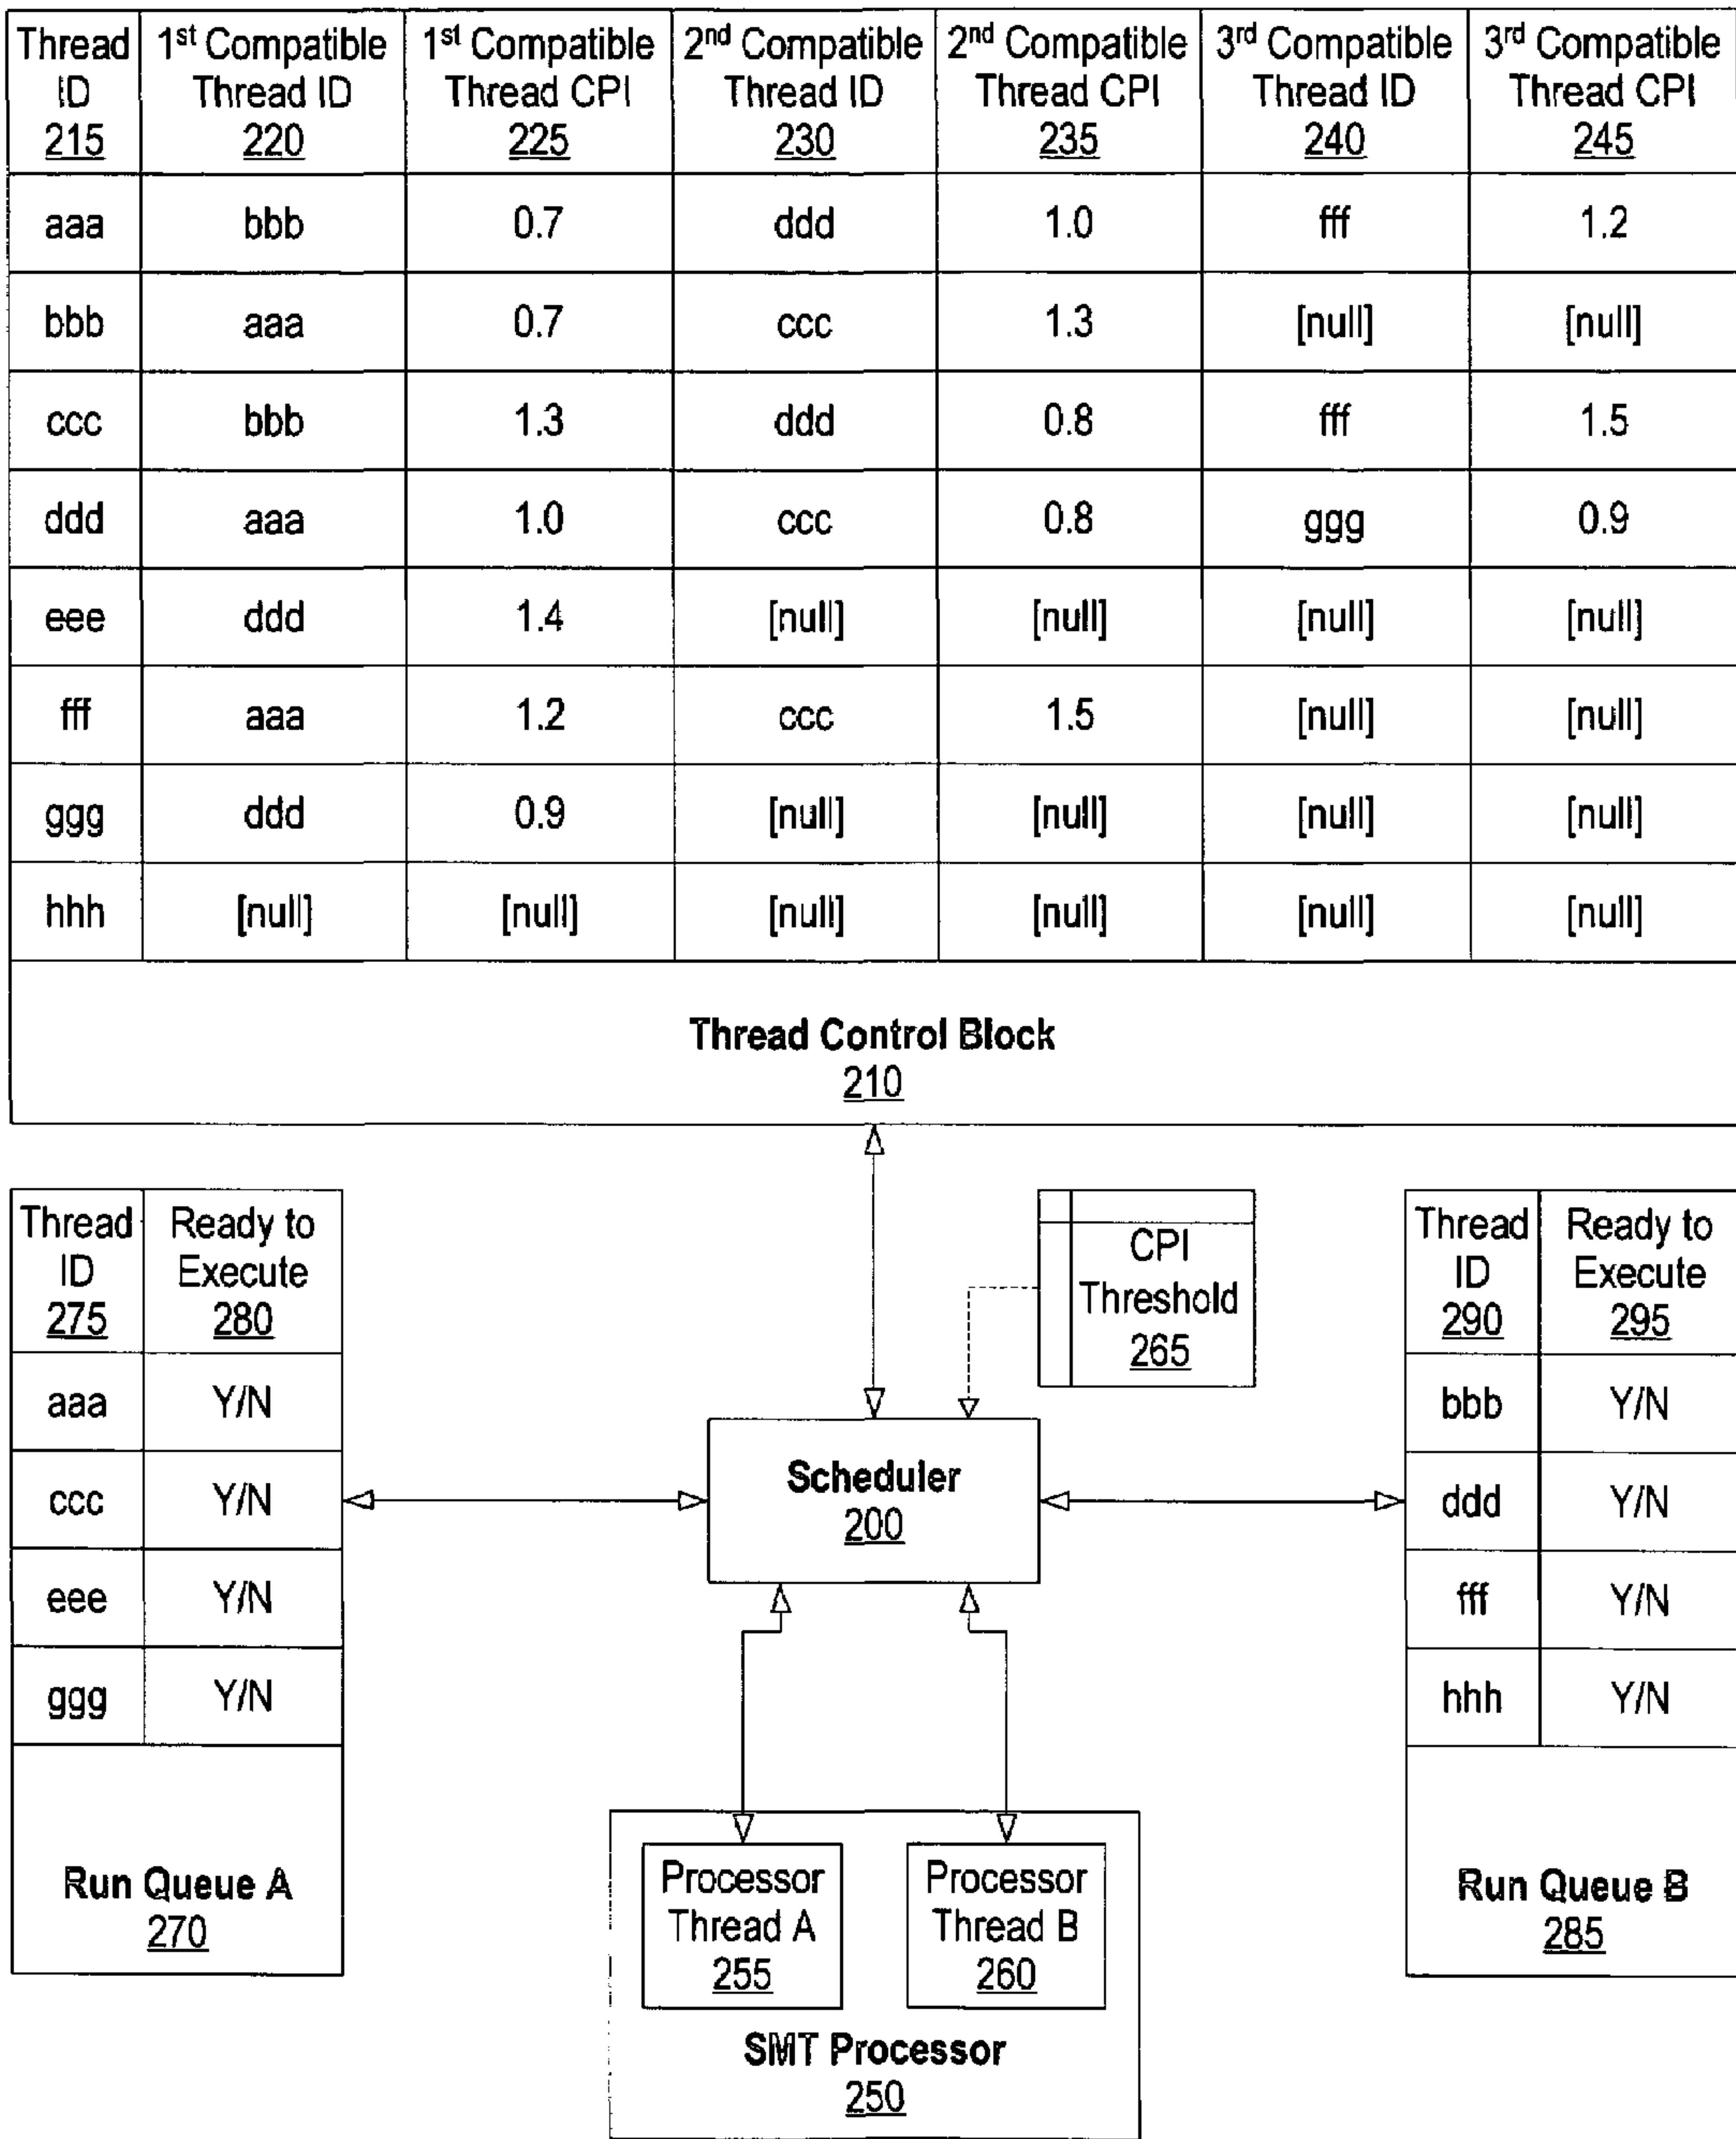 Thread 1st Compatible 1st Compatible 2nd Compatible 2nd Compatible 3rd Compatible 3rd Compatible
ID Thread ID Thread CPI Thread ID Thread CPI Thread ID Thread CPI
215 220 225 230 235 240 245
aaa bbb 0.7 ddd 1.0 fff 1.2
bbb aaa 0.7 ccc 1.3 [null] [null]
ccc bbb 1.3 ddd 0.8 fff 1.5
ddd aaa 1.0 ccc 0.8 ggg 0.9
eee ddd 1.4 [null] [null] [null] [null]
fff aaa 1.2 ccc 1.5 [null] [null]
ggg ddd 0.9 [null] [null] [null] [null]
hhh [null] [null] [null] [null] [null] [null]
Thread Control Block
210
Thread Ready to
ID Execute
275 280
aaa Y/N
ccc Y/N
eee Y/N
ggg Y/N
Run Queue A
270
CPI
Threshold
265
Scheduler
200
Processor
Thread A
255
Processor
Thread B
260
SMT Processor
250
Thread Ready to
ID Execute
290 295
bbb Y/N
ddd Y/N
fff Y/N
hhh Y/N
Run Queue B
285